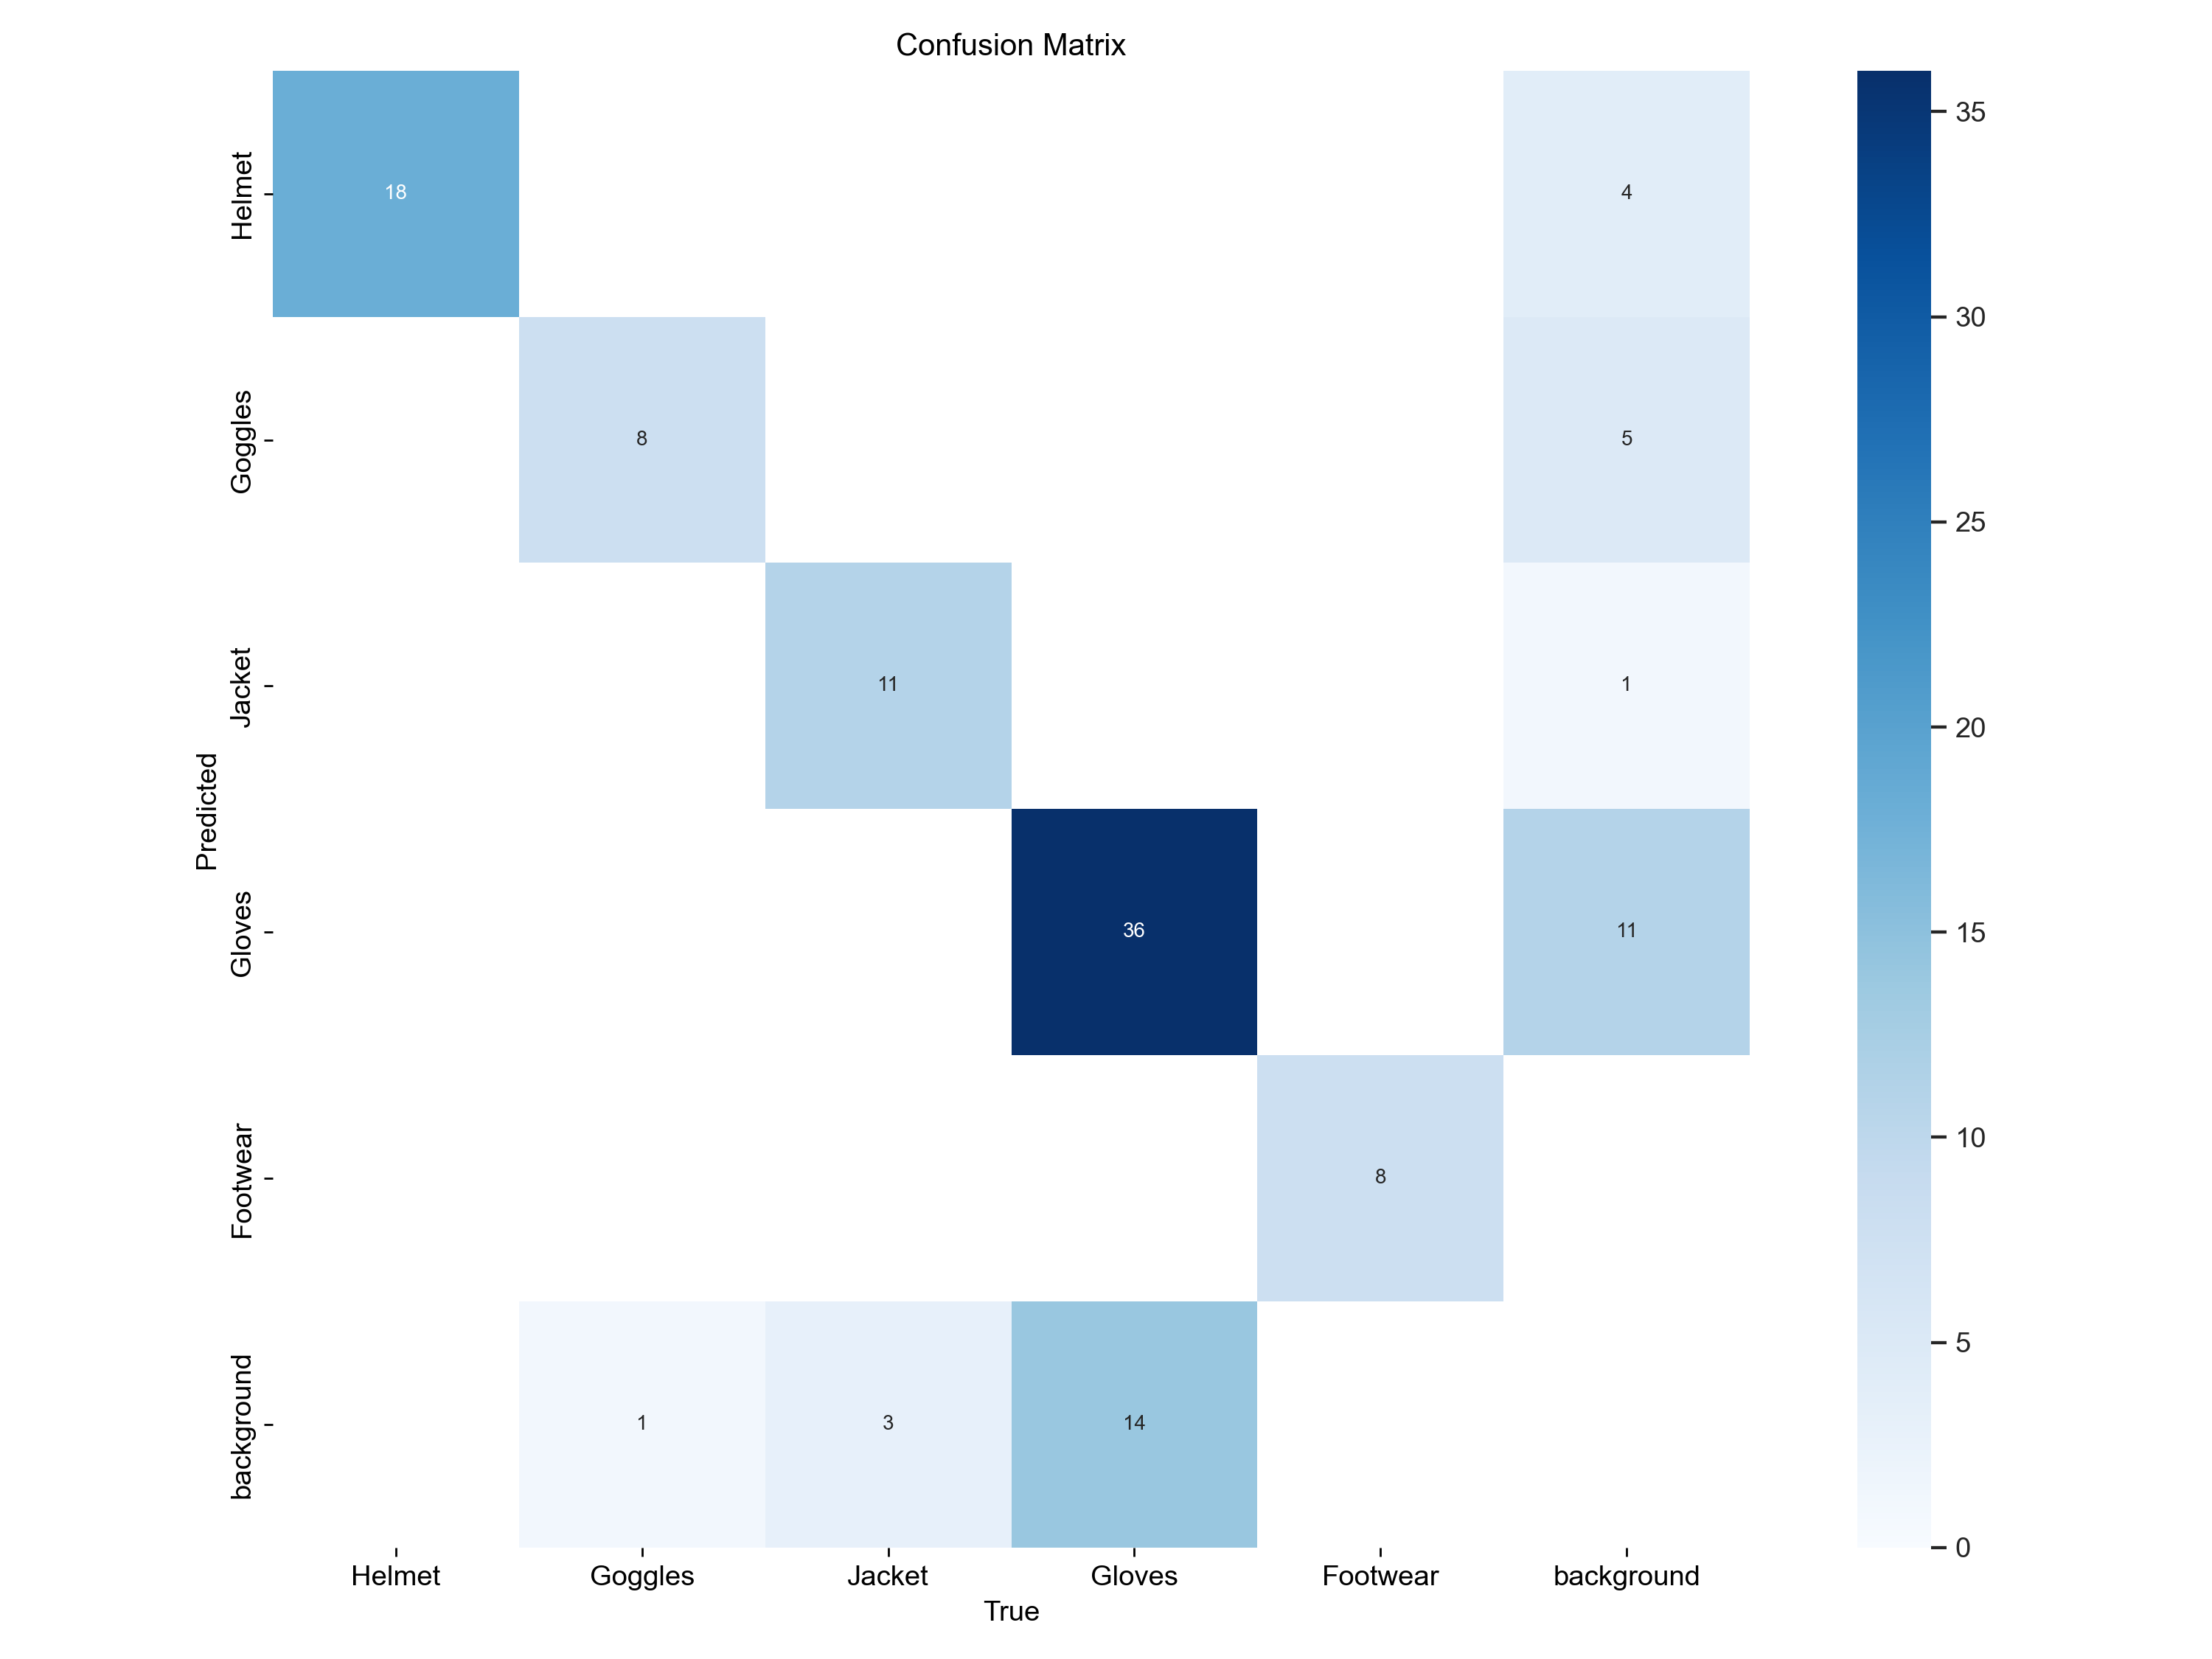 Confusion Matrix
Helmet
18
4
35
30
Goggles
8
5
25
Jacket
11
1
20
Predicted
Gloves
36
11
15
Footwear
8
10
background
1
3
14
5
0
Helmet Goggles Jacket Gloves Footwear background
True